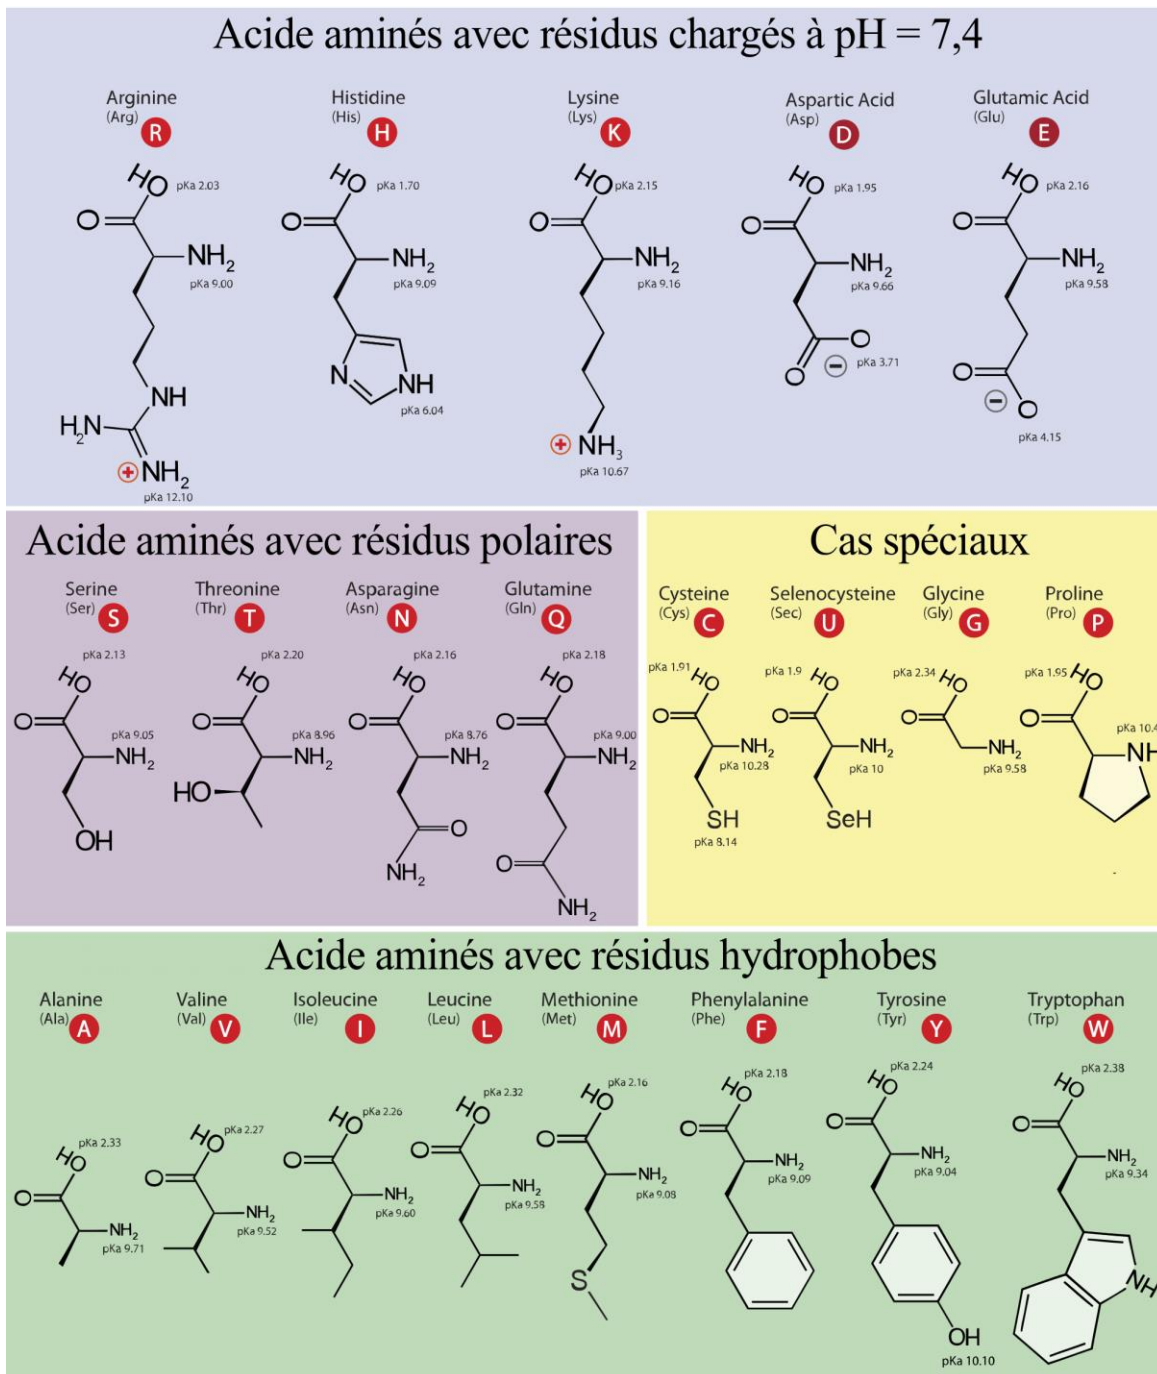 Acide aminés avec résidus chargés à pH = 7,4
Arginine
(Arg)
R
HO
pKa 2.03
O
NH2
pKa 9.00
NH
H2N
NH2
pKa 12.10
Histidine
(His)
H
HO
pKa 1.70
O
NH2
pKa 9.09
N
NH
pKa 6.04
Lysine
(Lys)
K
HO
pKa 2.15
O
NH2
pKa 9.16
NH3
pKa 10.67
Aspartic Acid
(Asp)
D
HO
pKa 1.95
O
NH2
pKa 9.66
O
O
pKa 3.71
Glutamic Acid
(Glu)
E
HO
pKa 2.16
O
NH2
pKa 9.58
O
O
pKa 4.15
Acide aminés avec résidus polaires
Serine
(Ser)
S
pKa 2.13
HO
O
pKa 9.05
NH2
OH
Threonine
(Thr)
T
pKa 2.20
HO
O
pKa 8.96
NH2
HO
Asparagine
(Asn)
N
pKa 2.16
HO
O
pKa 8.76
NH2
O
NH2
Glutamine
(Gln)
Q
pKa 2.18
HO
O
pKa 9.00
NH2
O
NH2
Cas spéciaux
Cysteine
(Cys)
C
pKa 1.91
HO
O
NH2
pKa 10.28
SH
pKa 8.14
Selenocysteine
(Sec)
U
pKa 1.9
HO
O
NH2
pKa 10
SeH
Glycine
(Gly)
G
pKa 2.34
HO
O
NH2
pKa 9.58
Proline
(Pro)
P
pKa 1.95
HO
O
pKa 10.4
NH
Acide aminés avec résidus hydrophobes
Alanine
(Ala)
A
pKa 2.33
HO
O
NH2
pKa 9.71
Valine
(Val)
V
pKa 2.27
HO
O
NH2
pKa 9.52
Isoleucine
(Ile)
I
pKa 2.26
HO
O
NH2
pKa 9.60
Leucine
(Leu)
L
pKa 2.32
HO
O
NH2
pKa 9.58
Methionine
(Met)
M
pKa 2.16
HO
O
NH2
pKa 9.08
S
Phenylalanine
(Phe)
F
pKa 2.18
HO
O
NH2
pKa 9.09
Tyrosine
(Tyr)
Y
pKa 2.24
HO
O
NH2
pKa 9.04
OH
pKa 10.10
Tryptophan
(Trp)
W
pKa 2.38
HO
O
NH2
pKa 9.34
NH